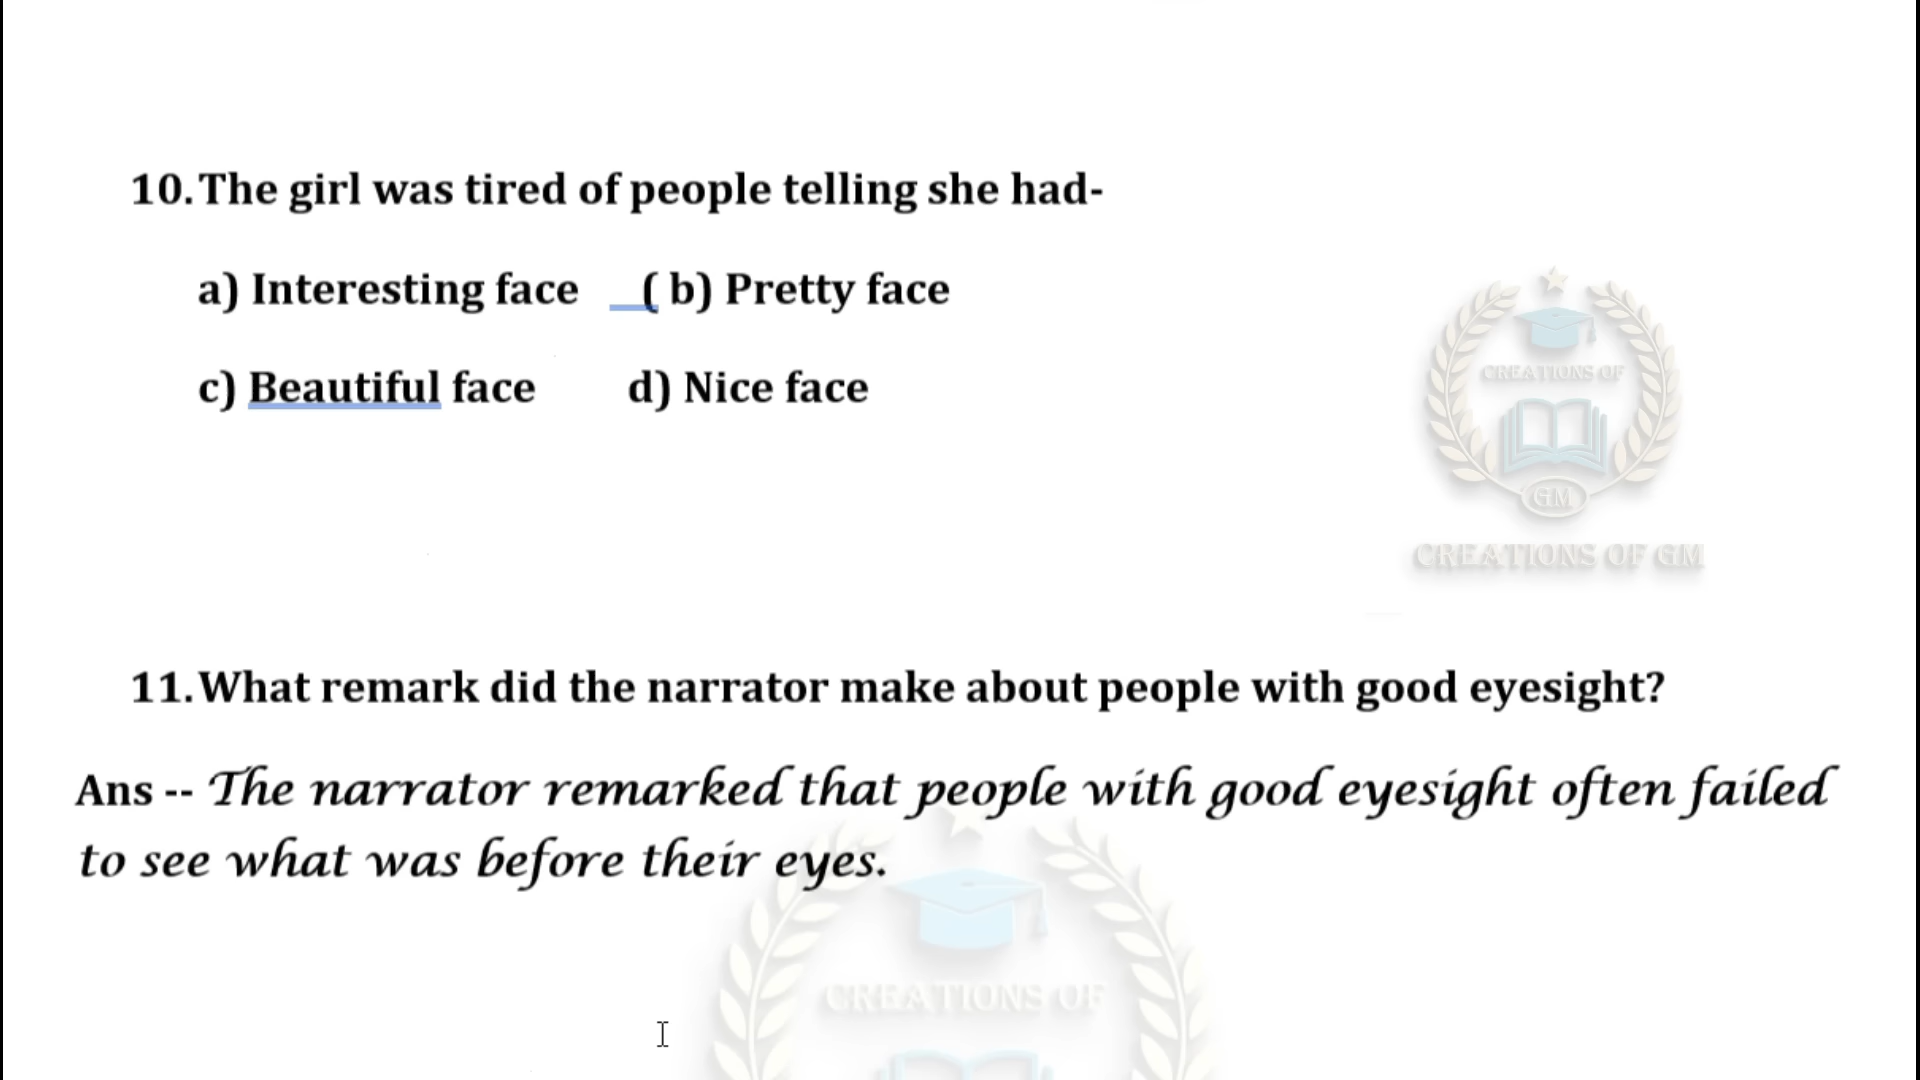 10. The girl was tired of people telling she had-
a) Interesting face ( b) Pretty face
CREATIONS OF
c) Beautiful face d) Nice face
GM
CREATIONS OF GM
11. What remark did the narrator make about people with good eyesight?
Ans -- The narrator remarked that people with good eyesight often failed
to see what was before their eyes.
CREATIONS OF